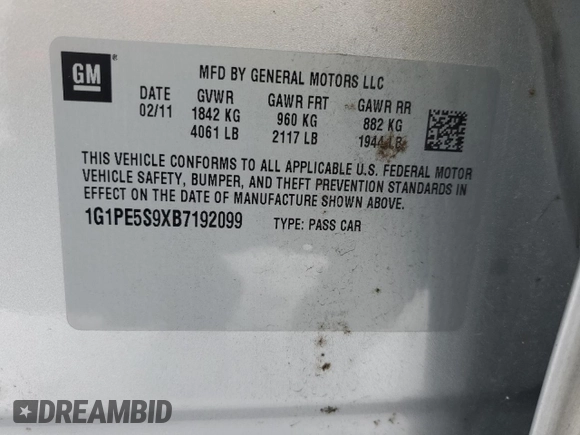 GM
MFD BY GENERAL MOTORS LLC
DATE GVWR GAWR FRT GAWR RR
02/11 1842 KG 960 KG 882 KG
4061 LB 2117 LB 1944 LB
THIS VEHICLE CONFORMS TO ALL APPLICABLE U.S. FEDERAL MOTOR
VEHICLE SAFETY, BUMPER, AND THEFT PREVENTION STANDARDS IN
EFFECT ON THE DATE OF MANUFACTURE SHOWN ABOVE.
1G1PE5S9XB7192099 TYPE: PASS CAR
DREAMBID